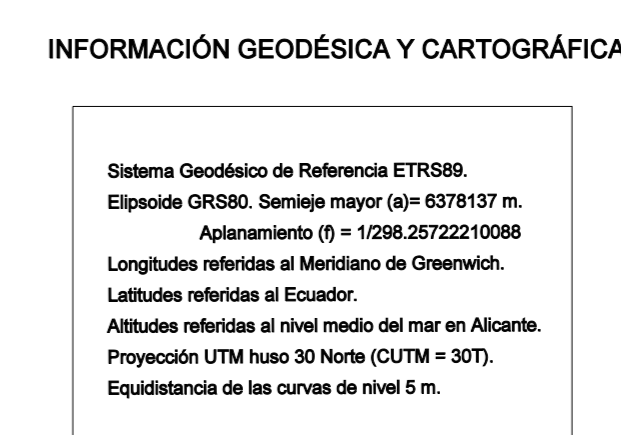 INFORMACIÓN GEODÉSICA Y CARTOGRÁFICA
Sistema Geodésico de Referencia ETRS89.
Elipsoide GRS80. Semieje mayor (a)= 6378137 m.
Aplanamiento (f) = 1/298.25722210088
Longitudes referidas al Meridiano de Greenwich.
Latitudes referidas al Ecuador.
Altitudes referidas al nivel medio del mar en Alicante.
Proyección UTM huso 30 Norte (CUTM = 30T).
Equidistancia de las curvas de nivel 5 m.